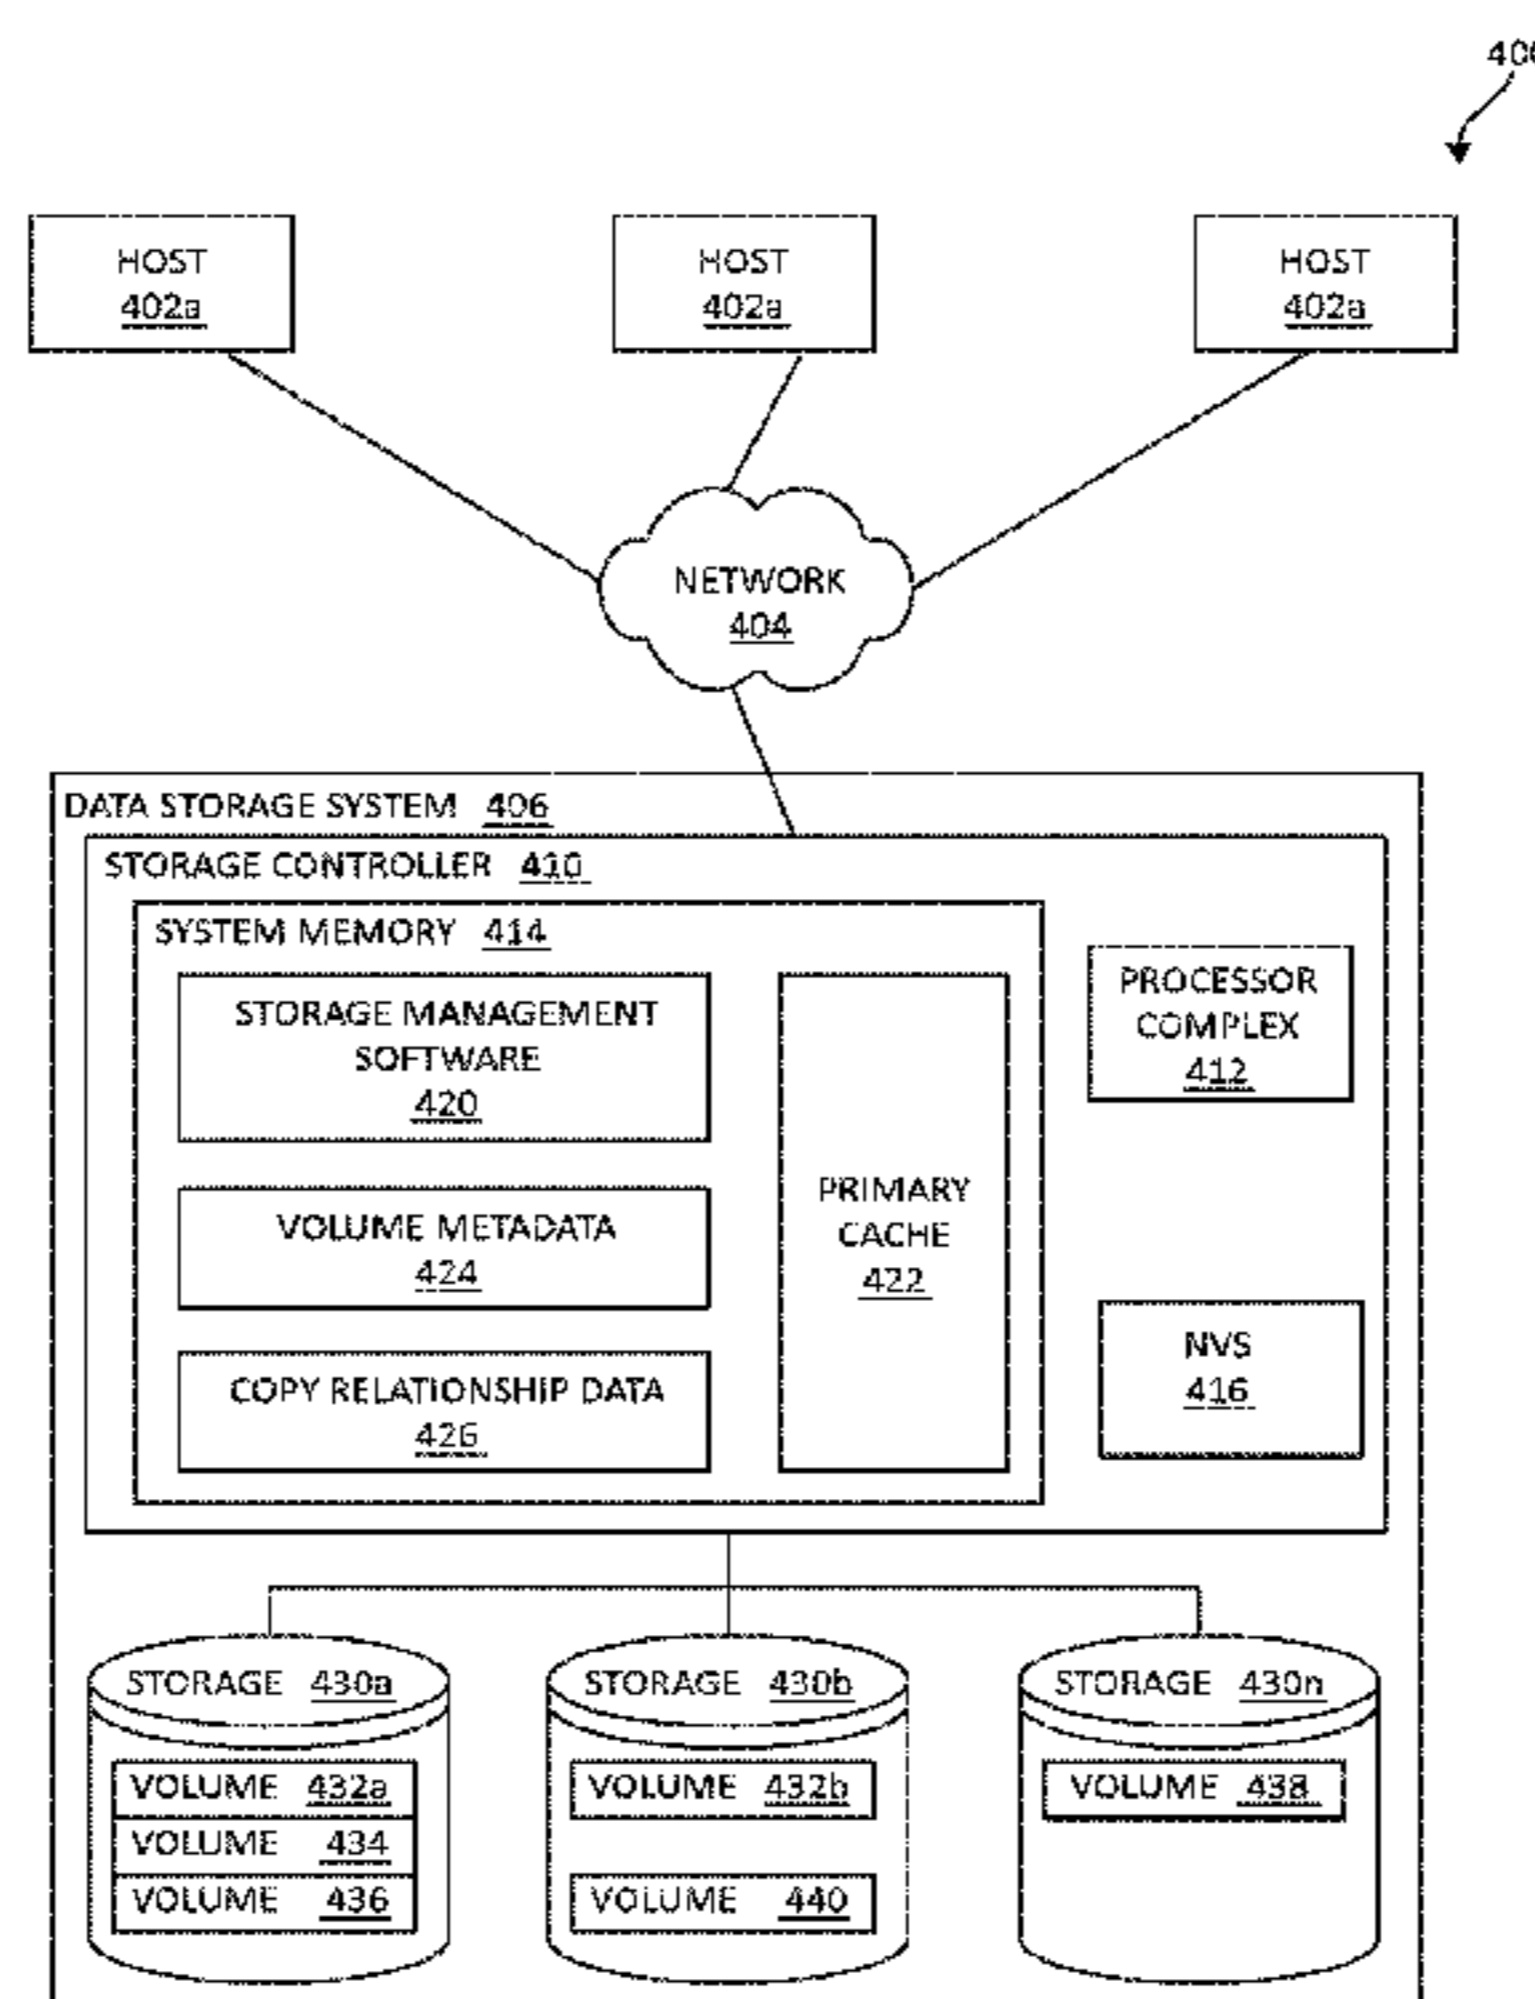 HOST
402a
HOST
402a
HOST
402a
NETWORK
404
DATA STORAGE SYSTEM 406
STORAGE CONTROLLER 410
SYSTEM MEMORY 414
STORAGE MANAGEMENT
SOFTWARE
420
PROCESSOR
COMPLEX
412
VOLUME METADATA
424
PRIMARY
CACHE
422
NVS
416
COPY RELATIONSHIP DATA
426
STORAGE 430a
STORAGE 430b
STORAGE 430n
VOLUME 432a
VOLUME 434
VOLUME 436
VOLUME 432b
VOLUME 440
VOLUME 438